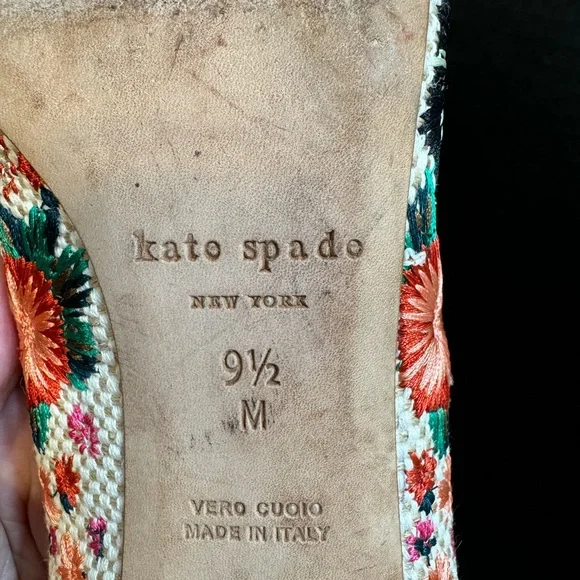 kate spade
NEW YORK
9½
M
VERO CUOIO
MADE IN ITALY